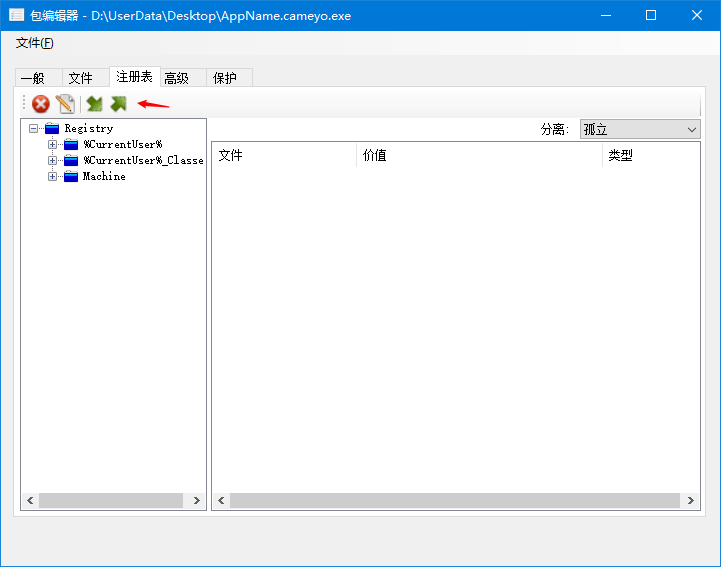 包编辑器 - D:\UserData\Desktop\AppName.cameyo.exe
文件(F)
一般 文件 注册表 高级 保护
Registry
%CurrentUser%
%CurrentUser%_Classe
Machine
分离: 孤立
文件 价值 类型